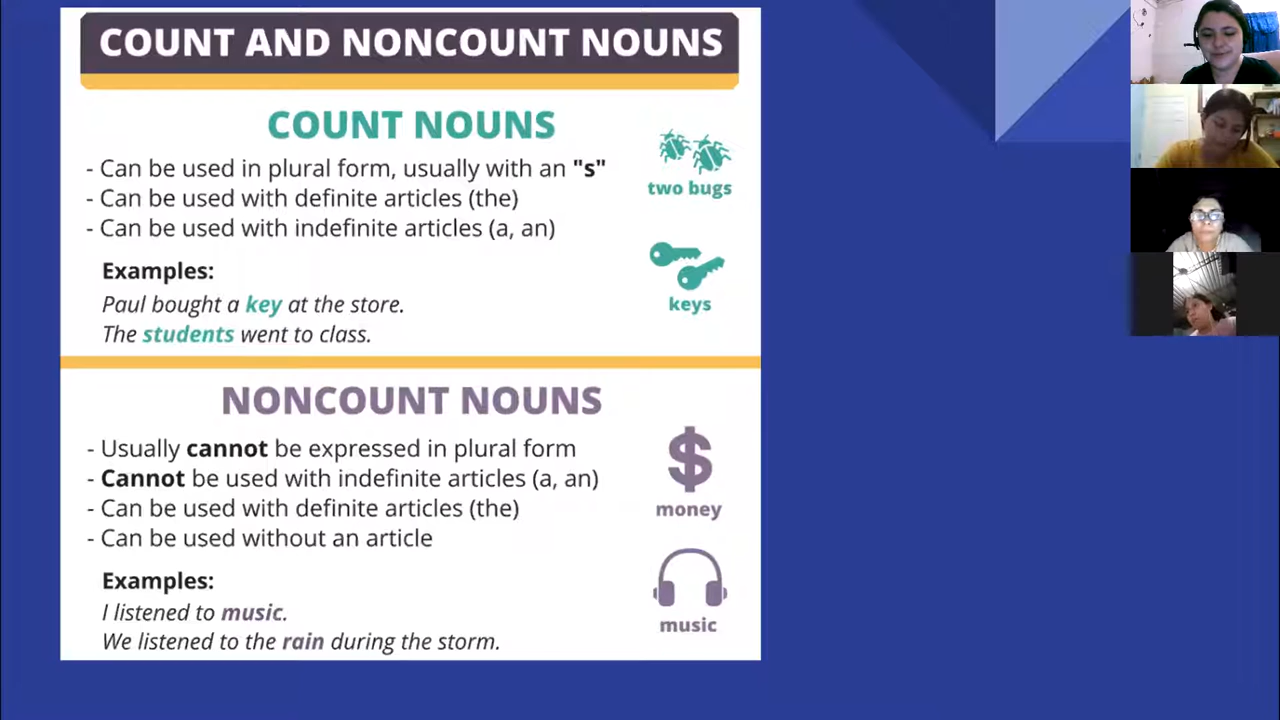 COUNT AND NONCOUNT NOUNS
COUNT NOUNS
- Can be used in plural form, usually with an "s"
- Can be used with definite articles (the)
- Can be used with indefinite articles (a, an)
two bugs
Examples:
Paul bought a key at the store.
The students went to class.
keys
NONCOUNT NOUNS
- Usually cannot be expressed in plural form
- Cannot be used with indefinite articles (a, an)
- Can be used with definite articles (the)
- Can be used without an article
$
money
Examples:
I listened to music.
We listened to the rain during the storm.
music